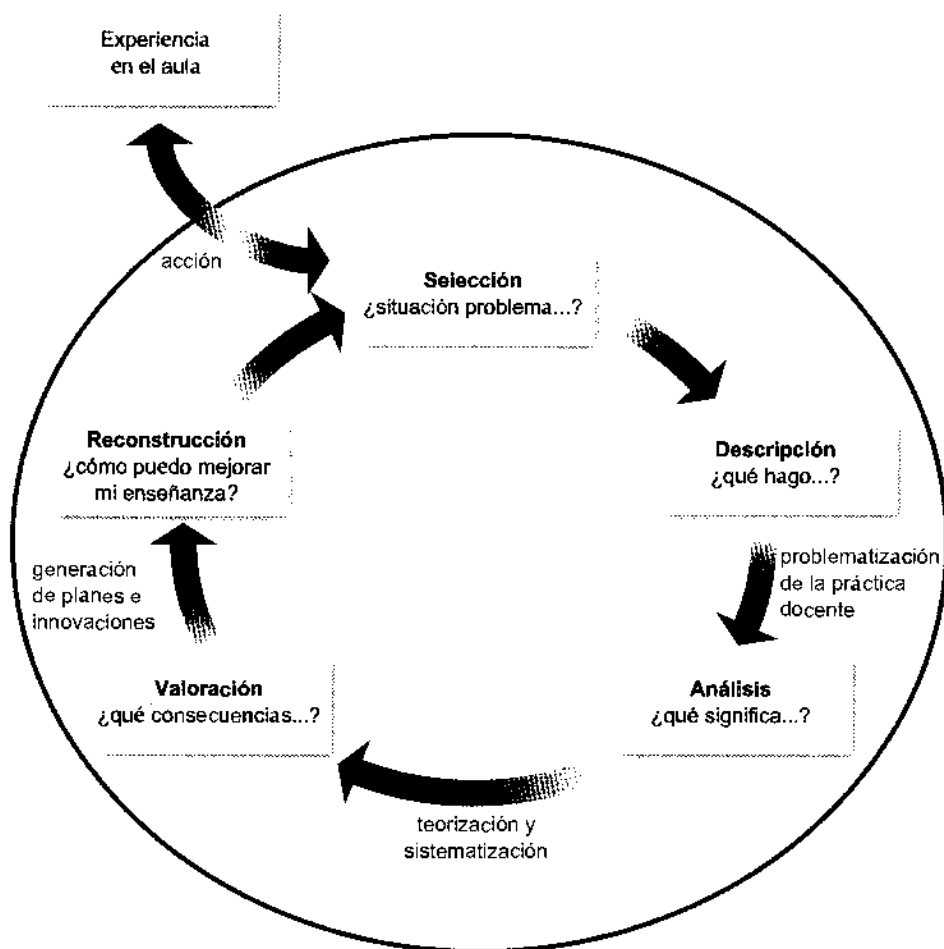 Experiencia
en el aula
acción
Selección
¿situación problema...?
Descripción
¿qué hago...?
problematización
de la práctica
docente
Análisis
¿qué significa...?
teorización y
sistematización
Valoración
¿qué consecuencias...?
generación
de planes e
innovaciones
Reconstrucción
¿cómo puedo mejorar
mi enseñanza?